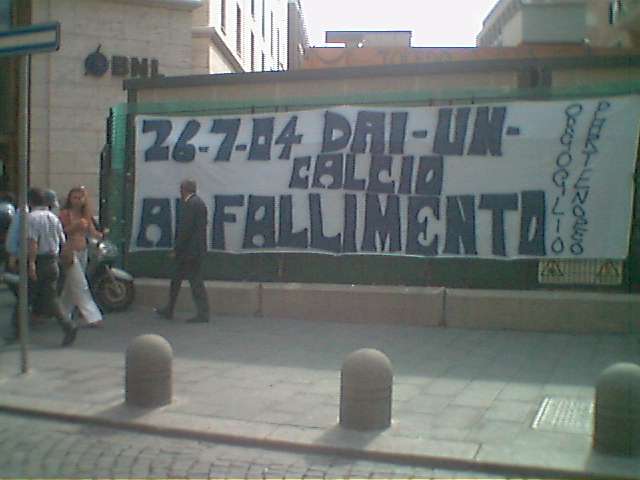 BNL
26-7-04 DAI-UN-
CALCIO
AL FALLIMENTO
ORGOGLIO
PARTENOPEO